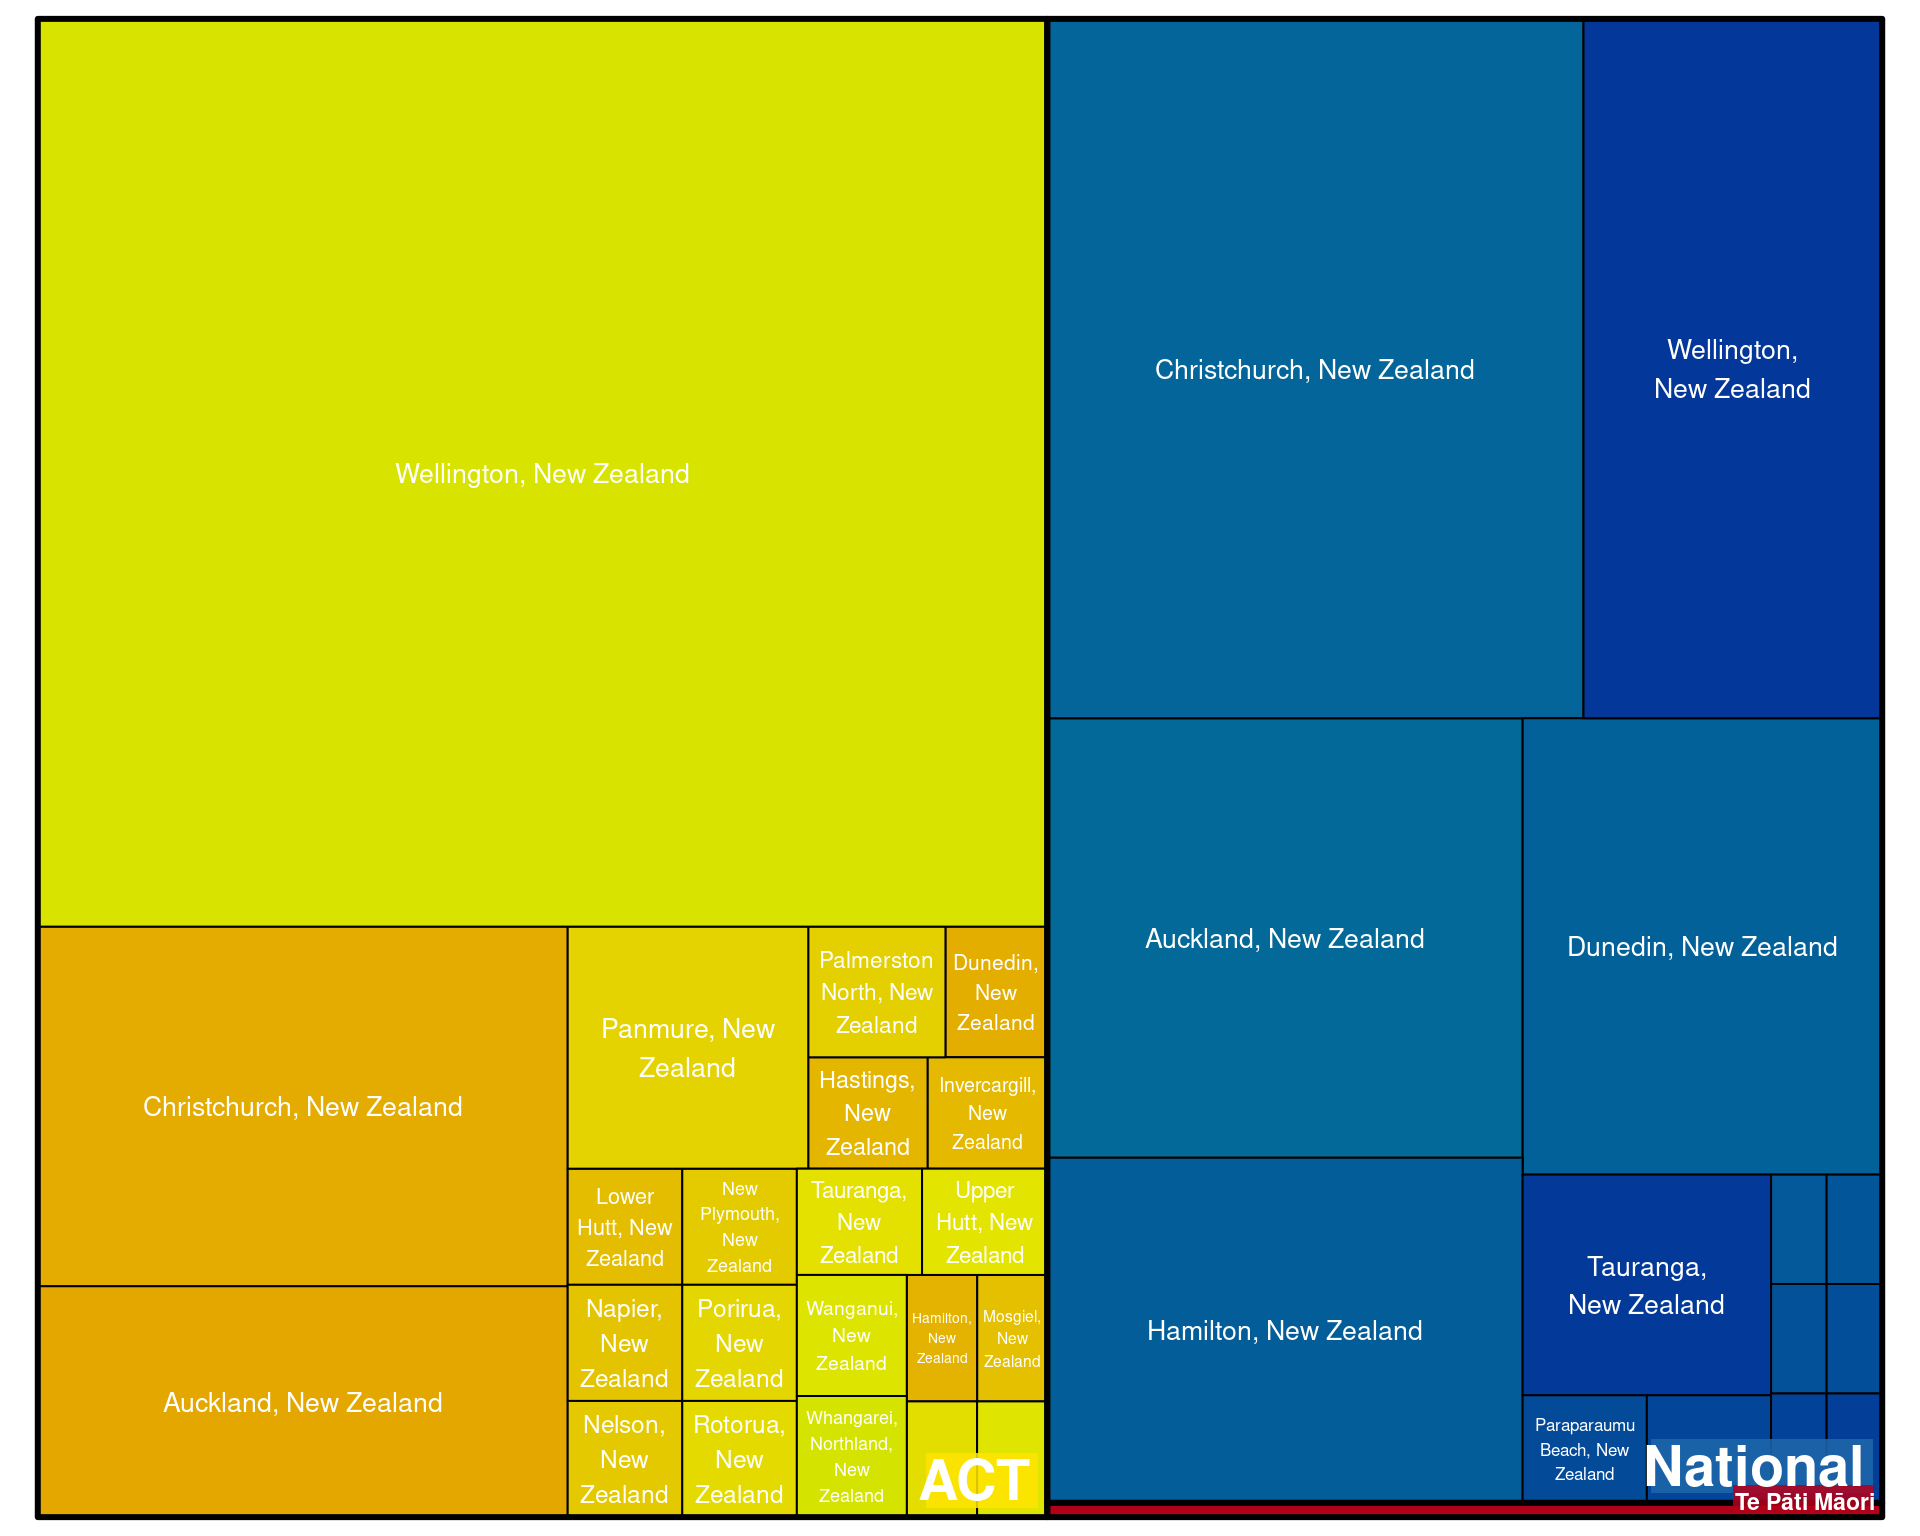 Wellington, New Zealand
Christchurch, New Zealand
Auckland, New Zealand
Panmure, New
Zealand
Palmerston
North, New
Zealand
Dunedin,
New
Zealand
Hastings,
New
Zealand
Invercargill,
New
Zealand
Lower
Hutt, New
Zealand
New
Plymouth,
New
Zealand
Tauranga,
New
Zealand
Upper
Hutt, New
Zealand
Napier,
New
Zealand
Porirua,
New
Zealand
Wanganui,
New
Zealand
Hamilton,
New
Zealand
Mosgiel,
New
Zealand
Nelson,
New
Zealand
Rotorua,
New
Zealand
Whangarei,
Northland,
New
Zealand
ACT
Christchurch, New Zealand
Wellington,
New Zealand
Auckland, New Zealand
Dunedin, New Zealand
Hamilton, New Zealand
Tauranga,
New Zealand
Paraparaumu
Beach, New
Zealand
National
Te Pāti Māori